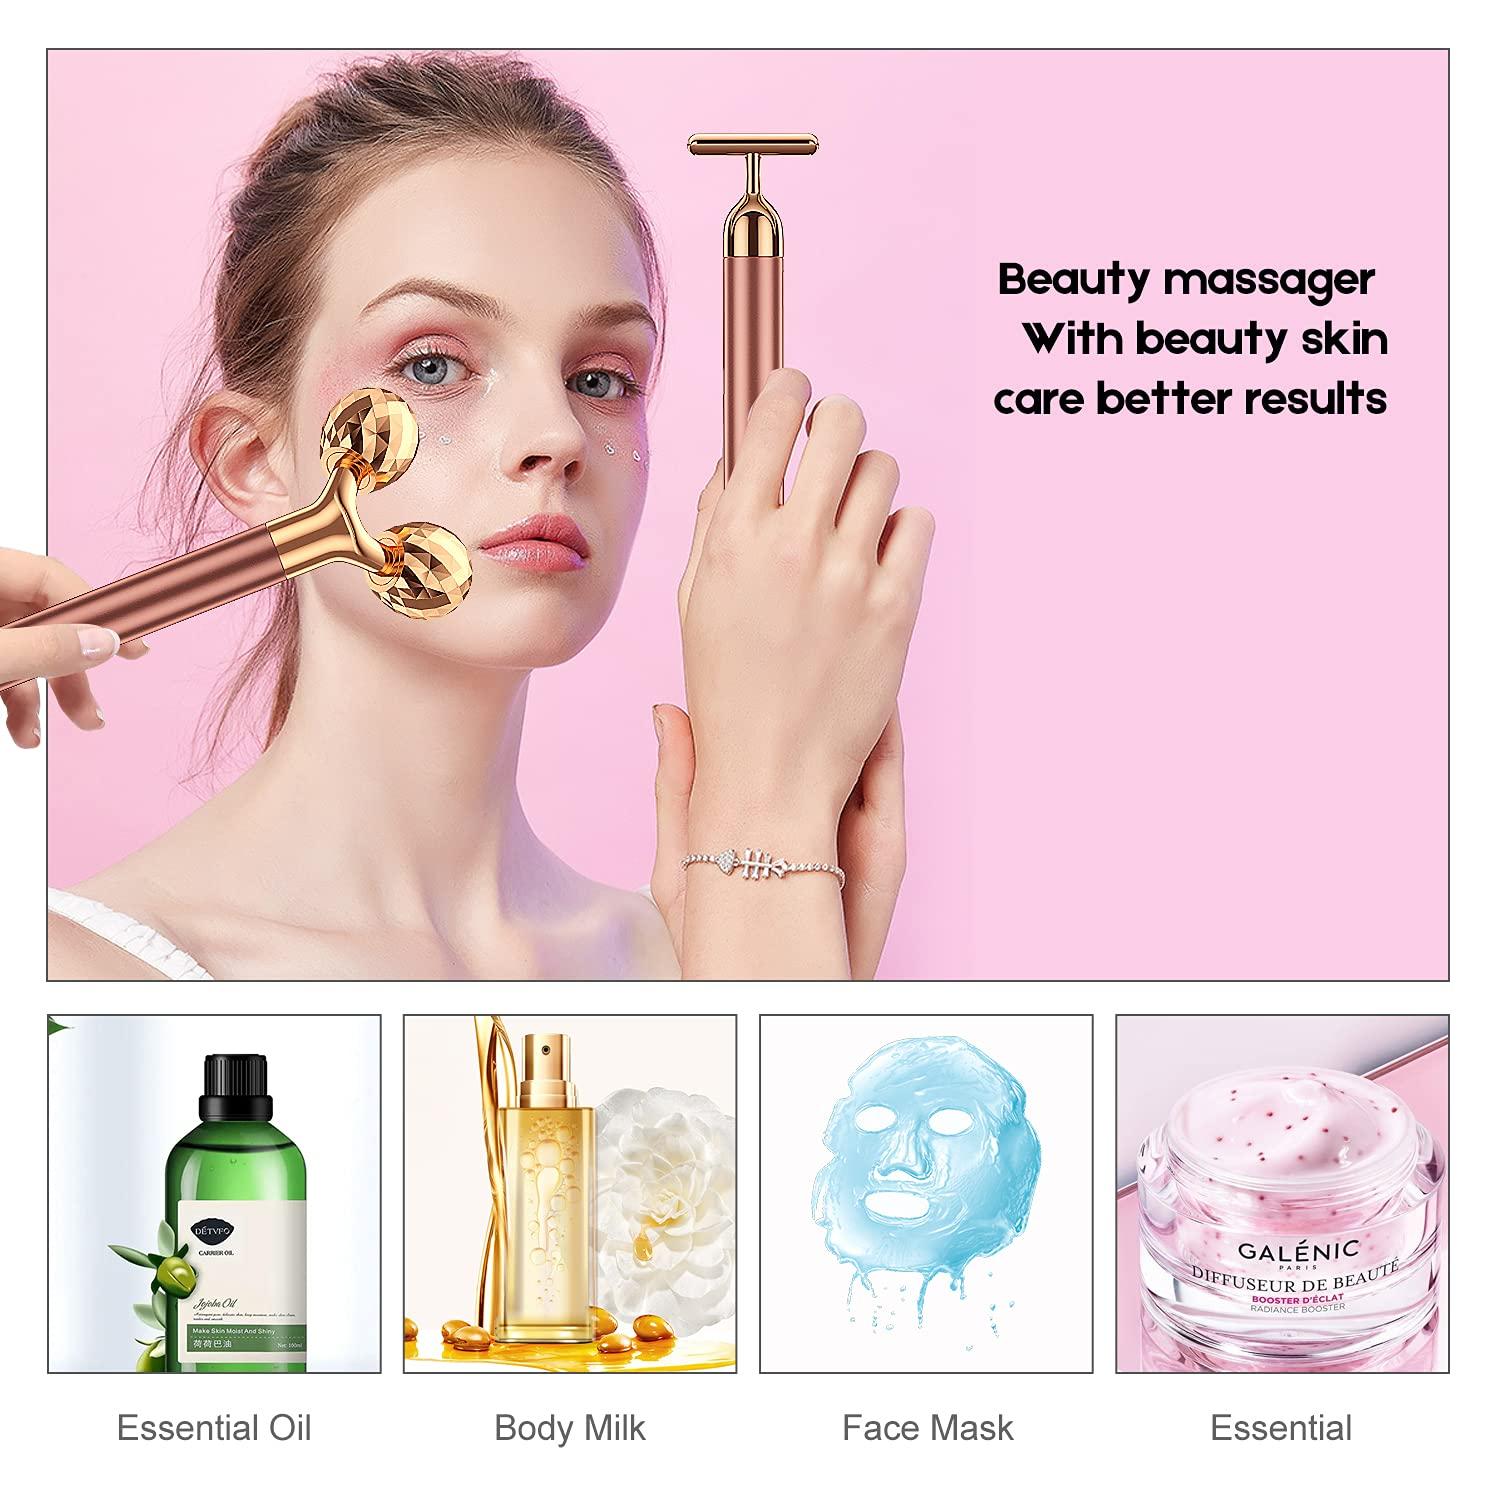 Beauty massager
With beauty skin
care better results
DÉTVFO
CARRIER OIL
Jojoba Oil
Make Skin Moist And Shiny
荷荷巴油
Net: 100ml
GALÉNIC
PARIS
DIFFUSEUR DE BEAUTÉ
BOOSTER D'ÉCLAT
RADIANCE BOOSTER
Essential Oil
Body Milk
Face Mask
Essential